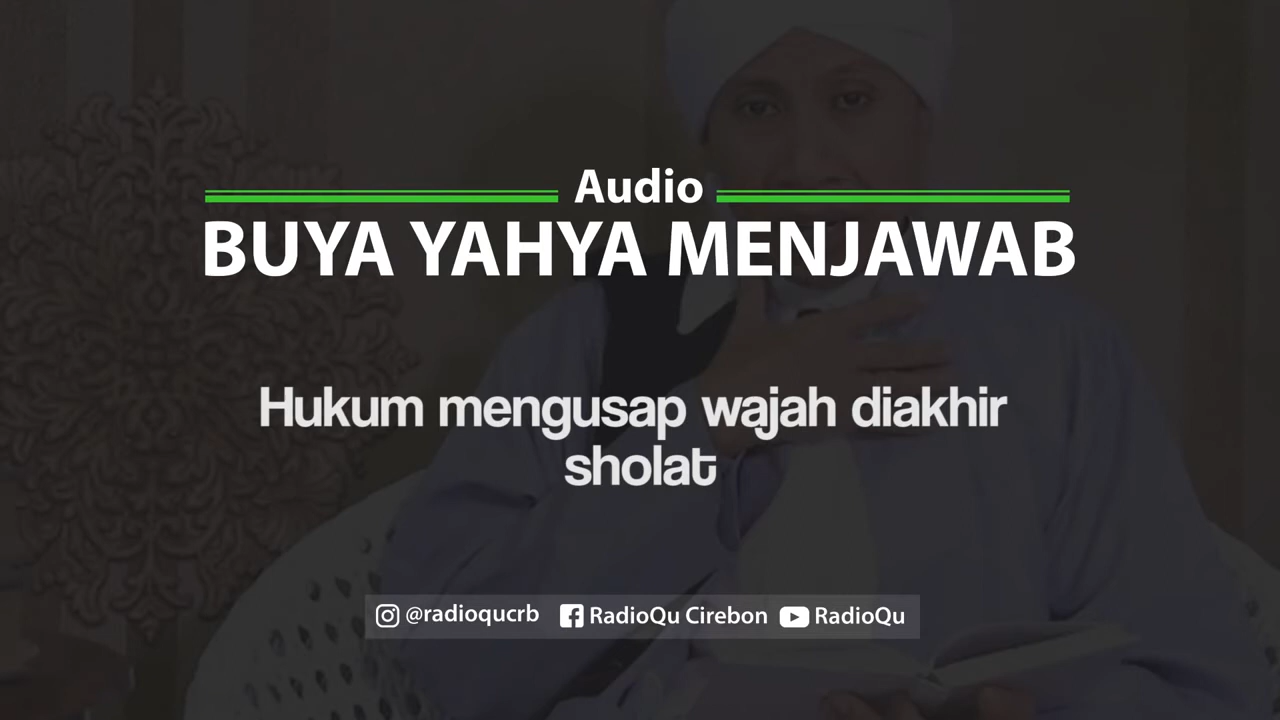 Audio
BUYA YAHYA MENJAWAB
Hukum mengusap wajah diakhir
sholat
@radioqucrb RadioQu Cirebon RadioQu